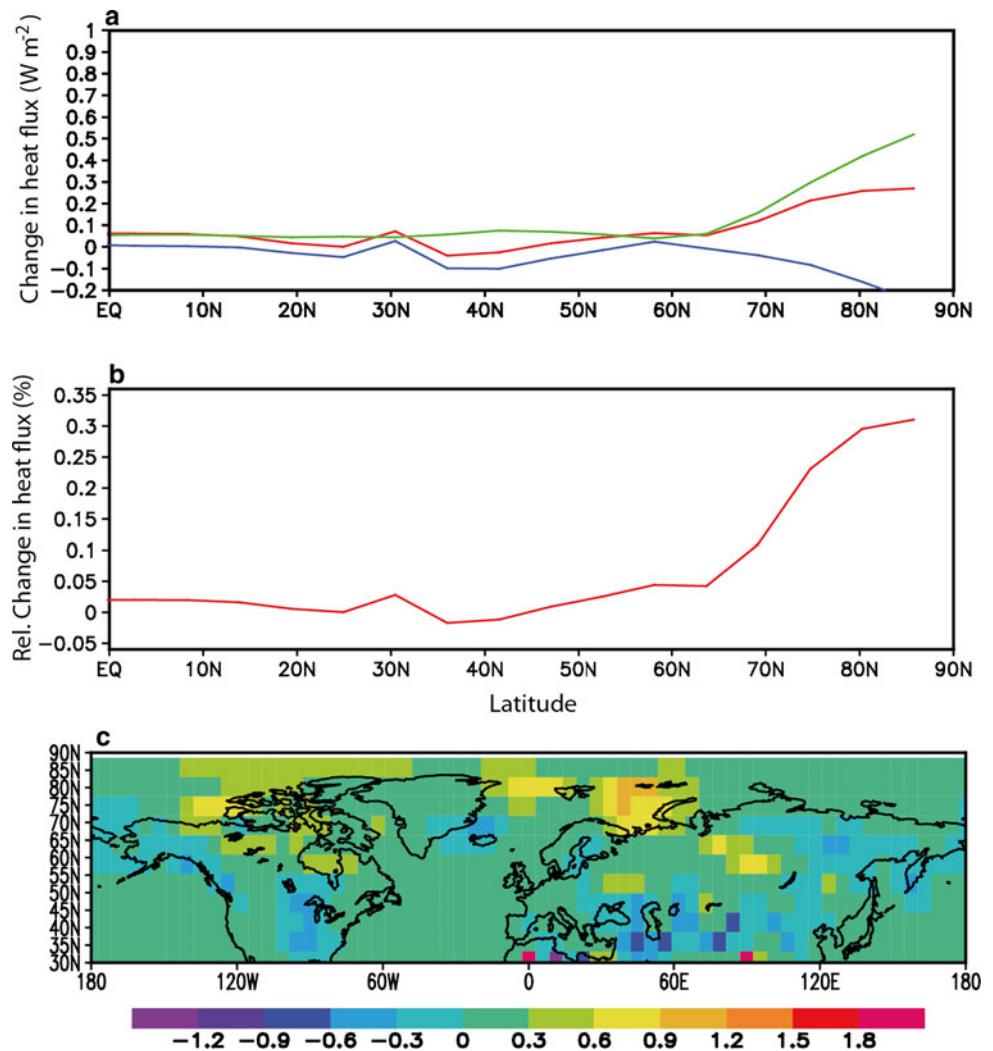 a
Change in heat flux (W m-2)
1
0.9
0.8
0.7
0.6
0.5
0.4
0.3
0.2
0.1
0
−0.1
−0.2
EQ 10N 20N 30N 40N 50N 60N 70N 80N 90N
b
Rel. Change in heat flux (%)
0.35
0.3
0.25
0.2
0.15
0.1
0.05
0
−0.05
EQ 10N 20N 30N 40N 50N 60N 70N 80N 90N
Latitude
c
90N
85N
80N
75N
70N
65N
60N
55N
50N
45N
40N
35N
30N
180 120W 60W 0 60E 120E 180
−1.2 −0.9 −0.6 −0.3 0 0.3 0.6 0.9 1.2 1.5 1.8